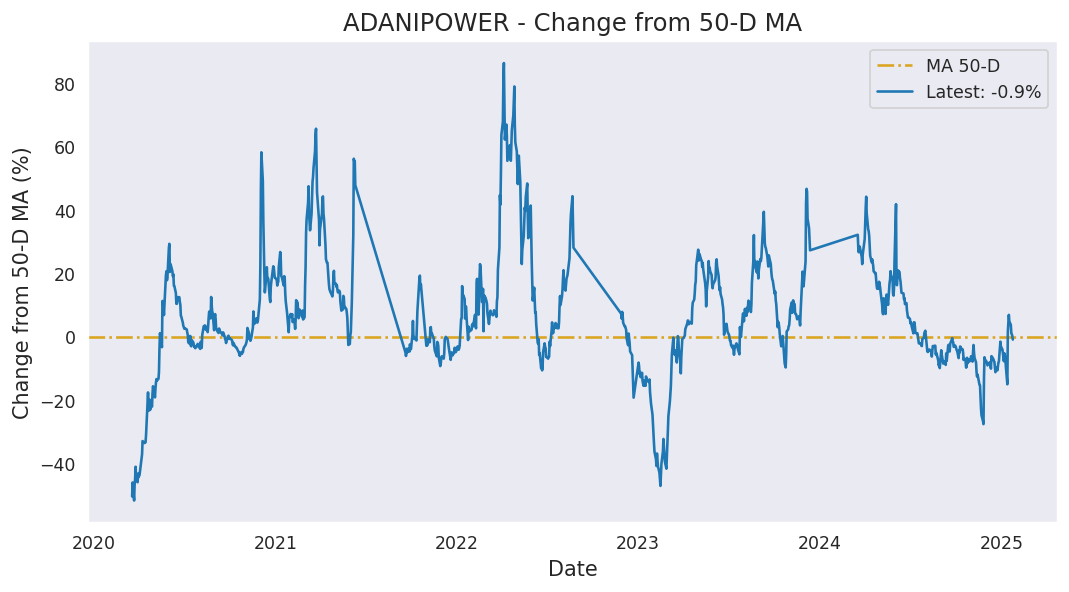 ADANIPOWER - Change from 50-D MA
MA 50-D
Latest: -0.9%
Change from 50-D MA (%)
80
60
40
20
0
−20
−40
2020
2021
2022
2023
2024
2025
Date